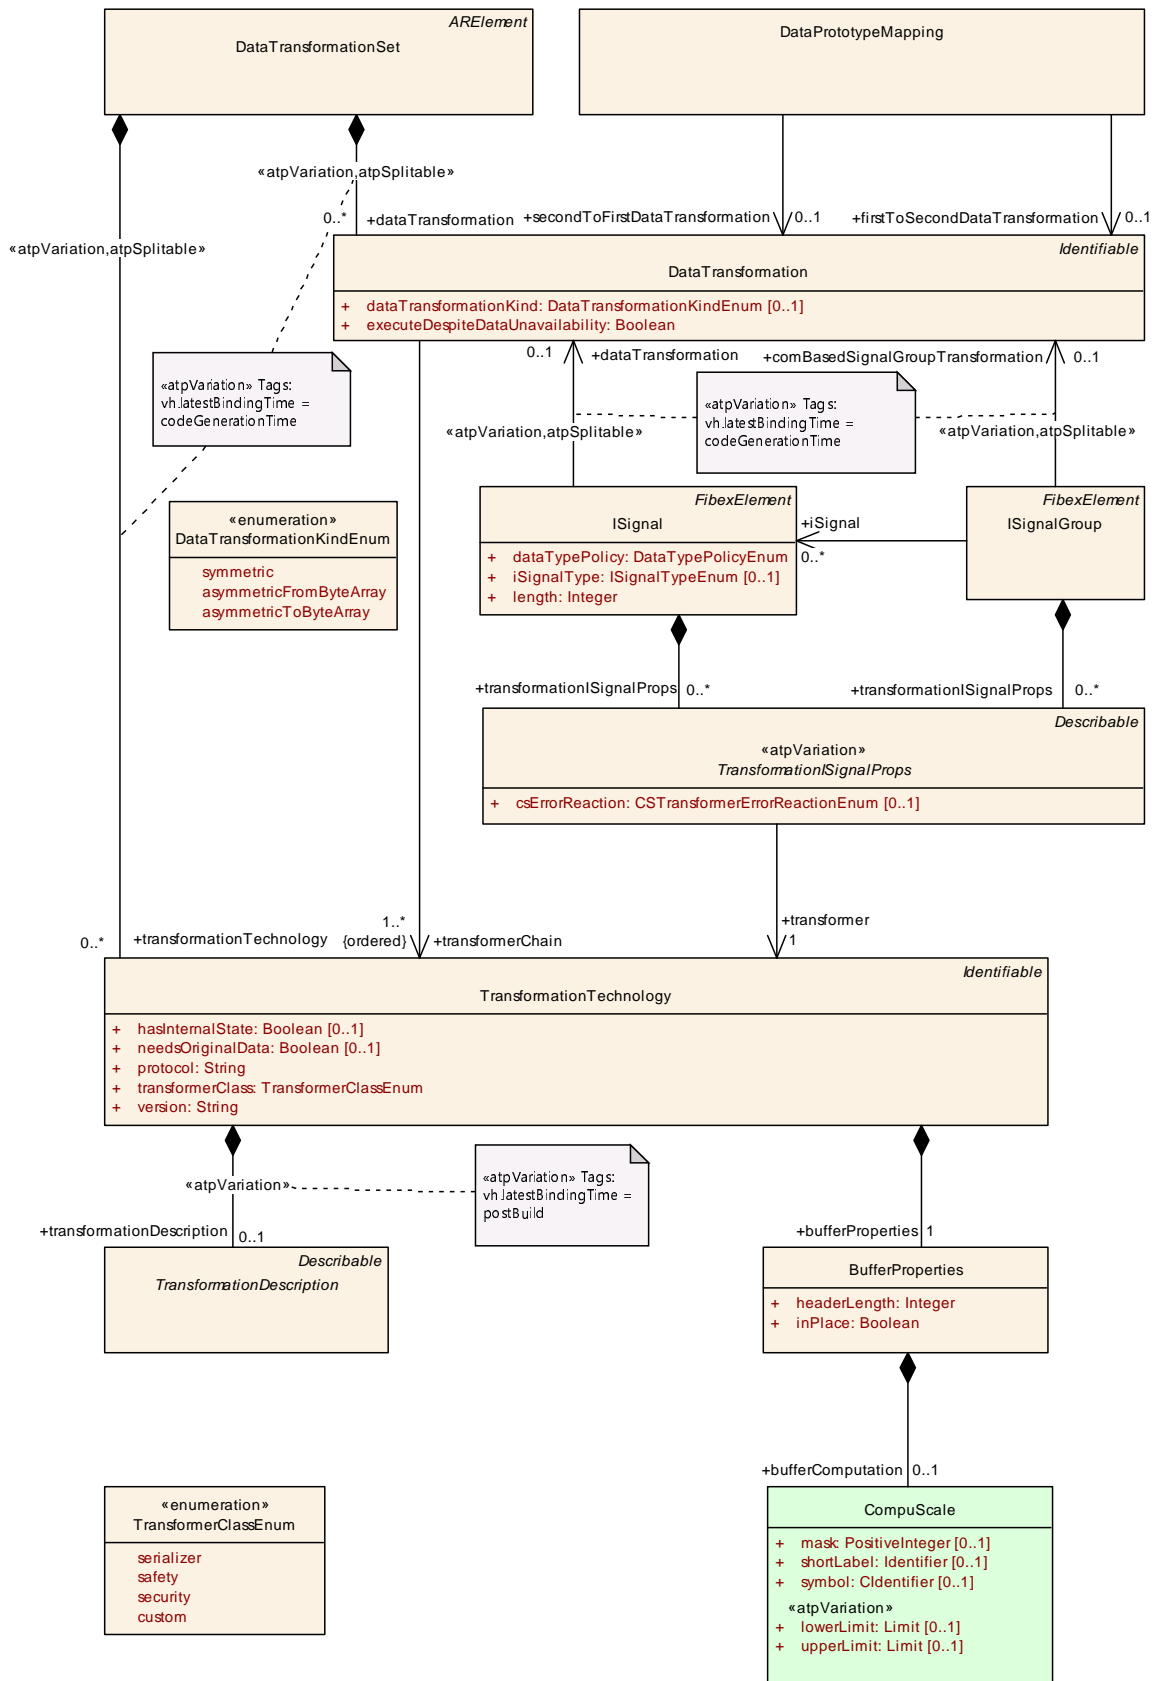 ARElement
DataTransformationSet
DataPrototypeMapping
«atpVariation,atpSplitable»
0..*
+dataTransformation
+secondToFirstDataTransformation
0..1
+firstToSecondDataTransformation
0..1
«atpVariation,atpSplitable»
Identifiable
DataTransformation
+ dataTransformationKind: DataTransformationKindEnum [0..1]
+ executeDespiteDataUnavailability: Boolean
0..1
+dataTransformation
+comBasedSignalGroupTransformation
0..1
«atpVariation» Tags:
vh.latestBindingTime =
codeGenerationTime
«atpVariation» Tags:
vh.latestBindingTime =
codeGenerationTime
«atpVariation,atpSplitable»
«atpVariation,atpSplitable»
«enumeration»
DataTransformationKindEnum
symmetric
asymmetricFromByteArray
asymmetricToByteArray
FibexElement
ISignal
+ dataTypePolicy: DataTypePolicyEnum
+ iSignalType: ISignalTypeEnum [0..1]
+ length: Integer
+iSignal
0..*
FibexElement
ISignalGroup
+transformationISignalProps
0..*
+transformationISignalProps
0..*
Describable
«atpVariation»
TransformationISignalProps
+ csErrorReaction: CSTransformerErrorReactionEnum [0..1]
0..*
+transformationTechnology
1..*
{ordered}
+transformerChain
+transformer
1
Identifiable
TransformationTechnology
+ hasInternalState: Boolean [0..1]
+ needsOriginalData: Boolean [0..1]
+ protocol: String
+ transformerClass: TransformerClassEnum
+ version: String
«atpVariation»
«atpVariation» Tags:
vh.latestBindingTime =
postBuild
+transformationDescription
0..1
+bufferProperties
1
Describable
TransformationDescription
BufferProperties
+ headerLength: Integer
+ inPlace: Boolean
+bufferComputation
0..1
«enumeration»
TransformerClassEnum
serializer
safety
security
custom
CompuScale
+ mask: PositiveInteger [0..1]
+ shortLabel: Identifier [0..1]
+ symbol: CIdentifier [0..1]
«atpVariation»
+ lowerLimit: Limit [0..1]
+ upperLimit: Limit [0..1]